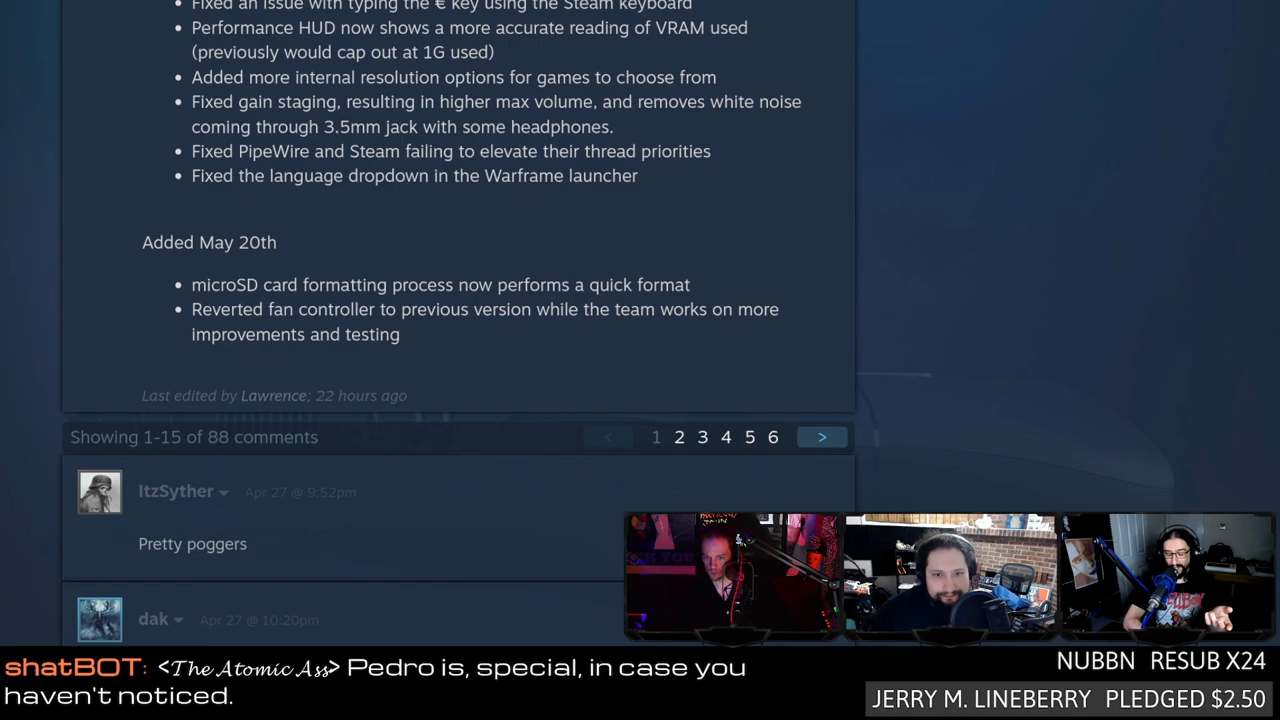 Fixed an issue with typing the € key using the Steam keyboard
Performance HUD now shows a more accurate reading of VRAM used
(previously would cap out at 1G used)
Added more internal resolution options for games to choose from
Fixed gain staging, resulting in higher max volume, and removes white noise
coming through 3.5mm jack with some headphones.
Fixed PipeWire and Steam failing to elevate their thread priorities
Fixed the language dropdown in the Warframe launcher
Added May 20th
microSD card formatting process now performs a quick format
Reverted fan controller to previous version while the team works on more
improvements and testing
Last edited by Lawrence; 22 hours ago
Showing 1-15 of 88 comments
< 1 2 3 4 5 6 >
ItzSyther Apr 27 @ 9:52pm
Pretty poggers
dak Apr 27 @ 10:20pm
shatBOT: <The Atomic Ass> Pedro is, special, in case you
haven't noticed.
NUBBN RESUB X24
JERRY M. LINEBERRY PLEDGED $2.50